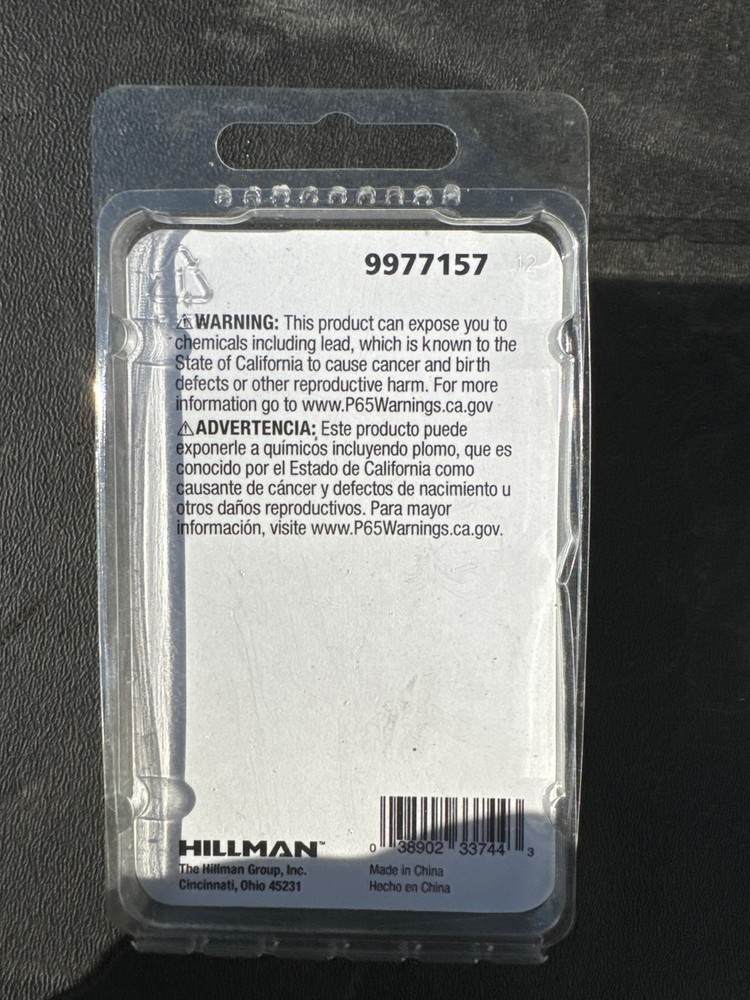 9977157
12
⚠WARNING: This product can expose you to
chemicals including lead, which is known to the
State of California to cause cancer and birth
defects or other reproductive harm. For more
information go to www.P65Warnings.ca.gov
⚠ADVERTENCIA: Este producto puede
exponerle a químicos incluyendo plomo, que es
conocido por el Estado de California como
causante de cáncer y defectos de nacimiento u
otros daños reproductivos. Para mayor
información, visite www.P65Warnings.ca.gov.
HILLMAN™
The Hillman Group, Inc.
Cincinnati, Ohio 45231
0 38902 33744 3
Made in China
Hecho en China